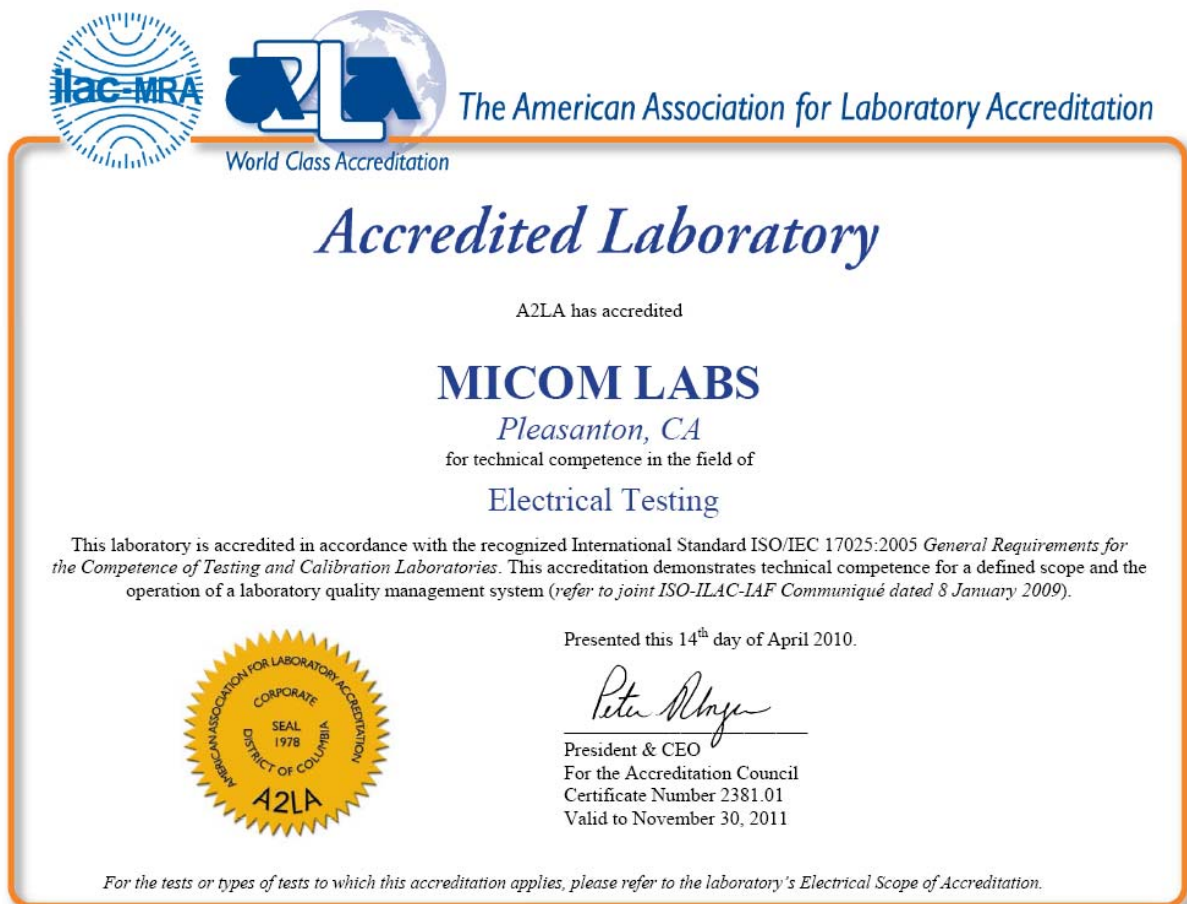 ilac-MRA
A2LA
The American Association for Laboratory Accreditation
World Class Accreditation
Accredited Laboratory
A2LA has accredited
MICOM LABS
Pleasanton, CA
for technical competence in the field of
Electrical Testing
This laboratory is accredited in accordance with the recognized International Standard ISO/IEC 17025:2005 General Requirements for
the Competence of Testing and Calibration Laboratories. This accreditation demonstrates technical competence for a defined scope and the
operation of a laboratory quality management system (refer to joint ISO-ILAC-IAF Communiqué dated 8 January 2009).
AMERICAN ASSOCIATION FOR LABORATORY ACCREDITATION
CORPORATE
SEAL
1978
DISTRICT OF COLUMBIA
A2LA
Presented this 14th day of April 2010.
Peter
President & CEO
For the Accreditation Council
Certificate Number 2381.01
Valid to November 30, 2011
For the tests or types of tests to which this accreditation applies, please refer to the laboratory's Electrical Scope of Accreditation.